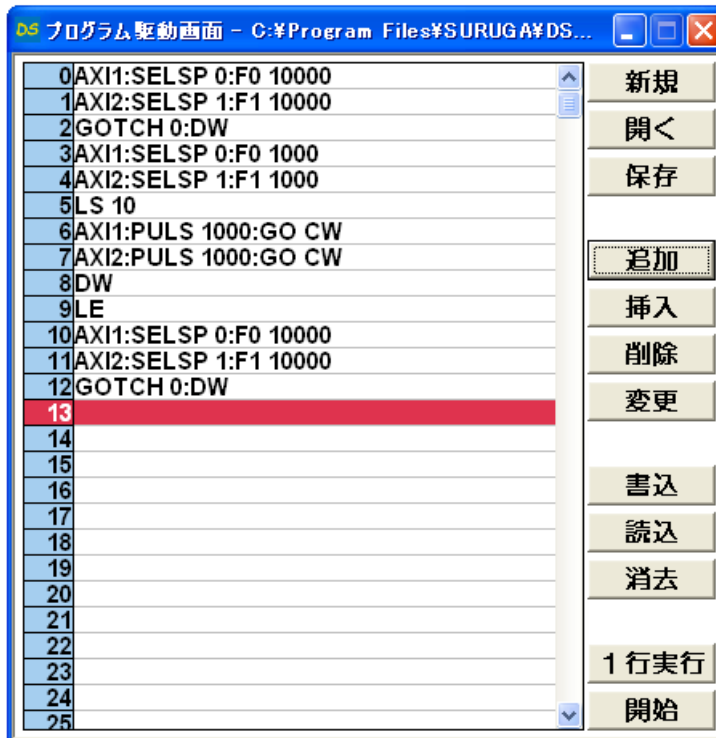 DS プログラム駆動画面 - C:¥Program Files¥SURUGA¥DS...
0 AXI1:SELSP 0:F0 10000
1 AXI2:SELSP 1:F1 10000
2 GOTCH 0:DW
3 AXI1:SELSP 0:F0 1000
4 AXI2:SELSP 1:F1 1000
5 LS 10
6 AXI1:PULS 1000:GO CW
7 AXI2:PULS 1000:GO CW
8 DW
9 LE
10 AXI1:SELSP 0:F0 10000
11 AXI2:SELSP 1:F1 10000
12 GOTCH 0:DW
13
14
15
16
17
18
19
20
21
22
23
24
25
新規
開く
保存
追加
挿入
削除
変更
書込
読込
消去
1行実行
開始